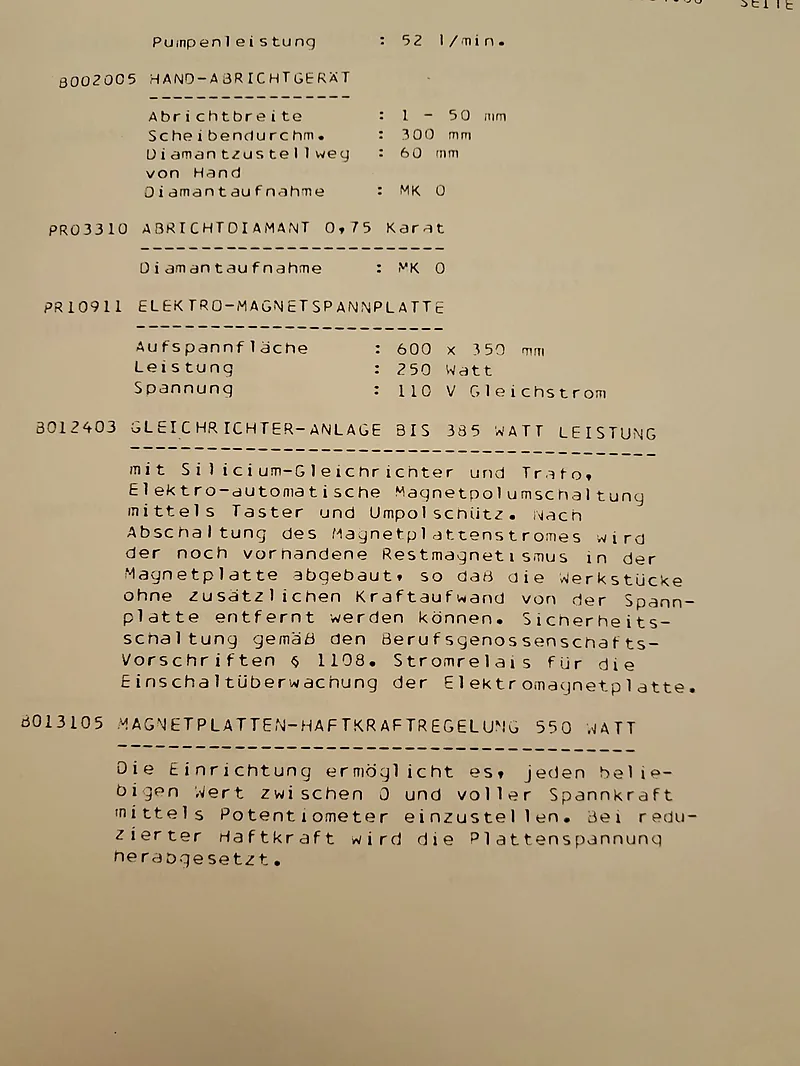 SEITE
Pumpenleistung : 52 l/min.
B002005 HAND-ABRICHTGERÄT
--------------------
Abrichtbreite : 1 - 50 mm
Scheibendurchm. : 300 mm
Diamantzustellweg : 60 mm
von Hand
Diamantaufnahme : MK 0
PR03310 ABRICHTDIAMANT 0,75 Karat
------------------------------
Diamantaufnahme : MK 0
PR10911 ELEKTRO-MAGNETSPANNPLATTE
------------------------------
Aufspannfläche : 600 x 350 mm
Leistung : 250 Watt
Spannung : 110 V Gleichstrom
B012403 GLEICHRICHTER-ANLAGE BIS 385 WATT LEISTUNG
--------------------------------------------------
mit Silicium-Gleichrichter und Trafo,
Elektro-automatische Magnetpolumschaltung
mittels Taster und Umpolschütz. Nach
Abschaltung des Magnetplattenstromes wird
der noch vorhandene Restmagnetismus in der
Magnetplatte abgebaut, so daß die Werkstücke
ohne zusätzlichen Kraftaufwand von der Spann-
platte entfernt werden können. Sicherheits-
schaltung gemäß den Berufsgenossenschafts-
Vorschriften § 1108. Stromrelais für die
Einschaltüberwachung der Elektromagnetplatte.
B013105 MAGNETPLATTEN-HAFTKRAFTREGELUNG 550 WATT
--------------------------------------------------
Die Einrichtung ermöglicht es, jeden belie-
bigen Wert zwischen 0 und voller Spannkraft
mittels Potentiometer einzustellen. Bei redu-
zierter Haftkraft wird die Plattenspannung
herabgesetzt.